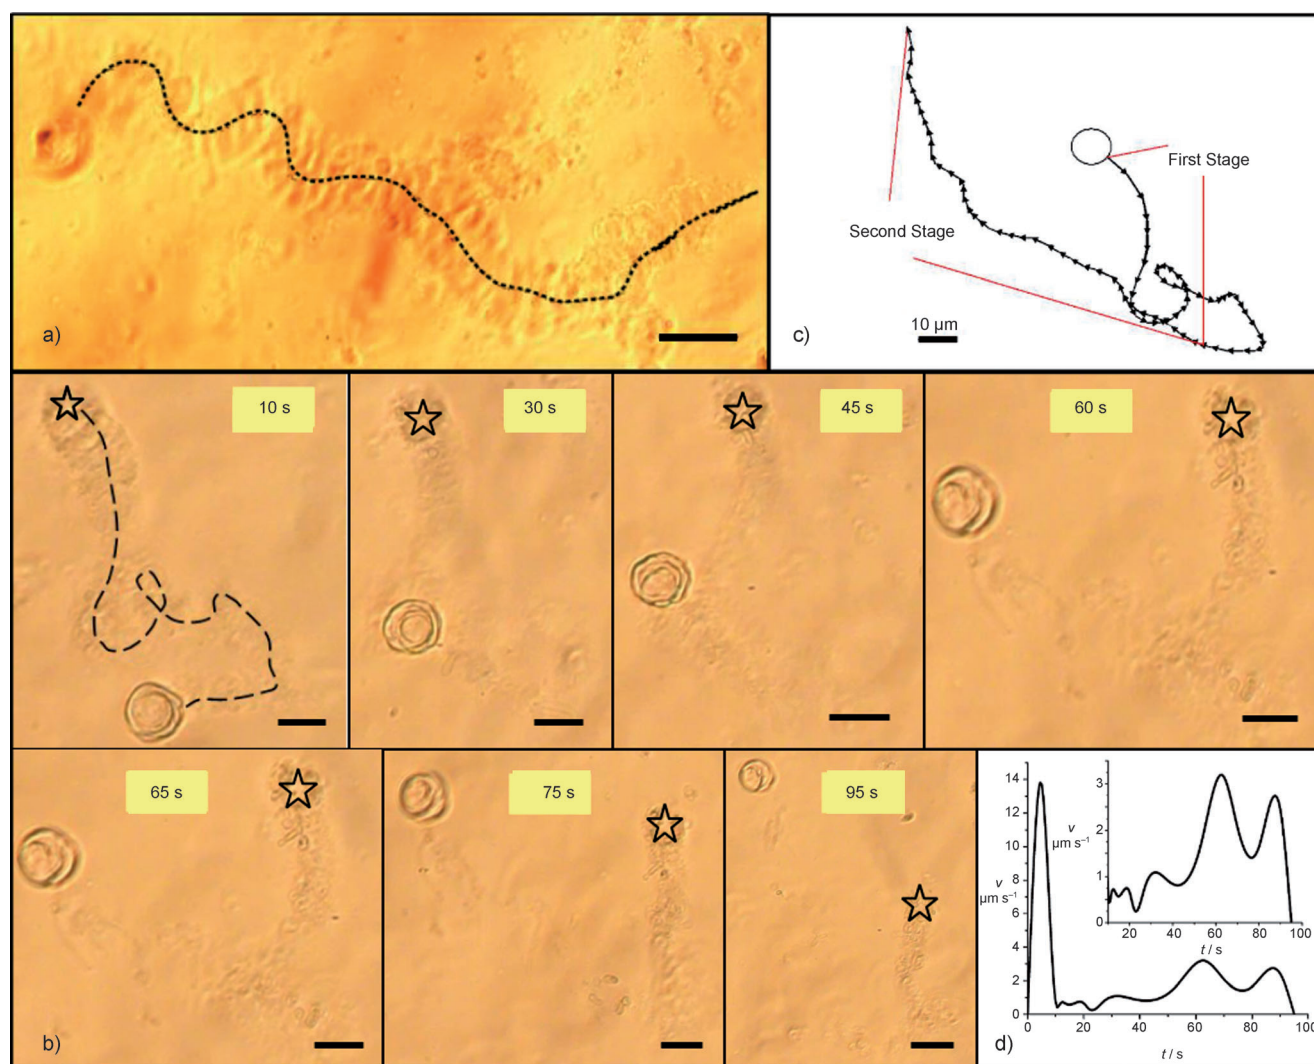 a)
c)
First Stage
Second Stage
10 µm
10 s
30 s
45 s
60 s
65 s
75 s
95 s
b)
14
12
10
8
6
4
2
0
v
µm s⁻¹
0 20 40 60 80 100
t / s
3
2
1
0
v
µm s⁻¹
20 40 60 80 100
t / s
d)